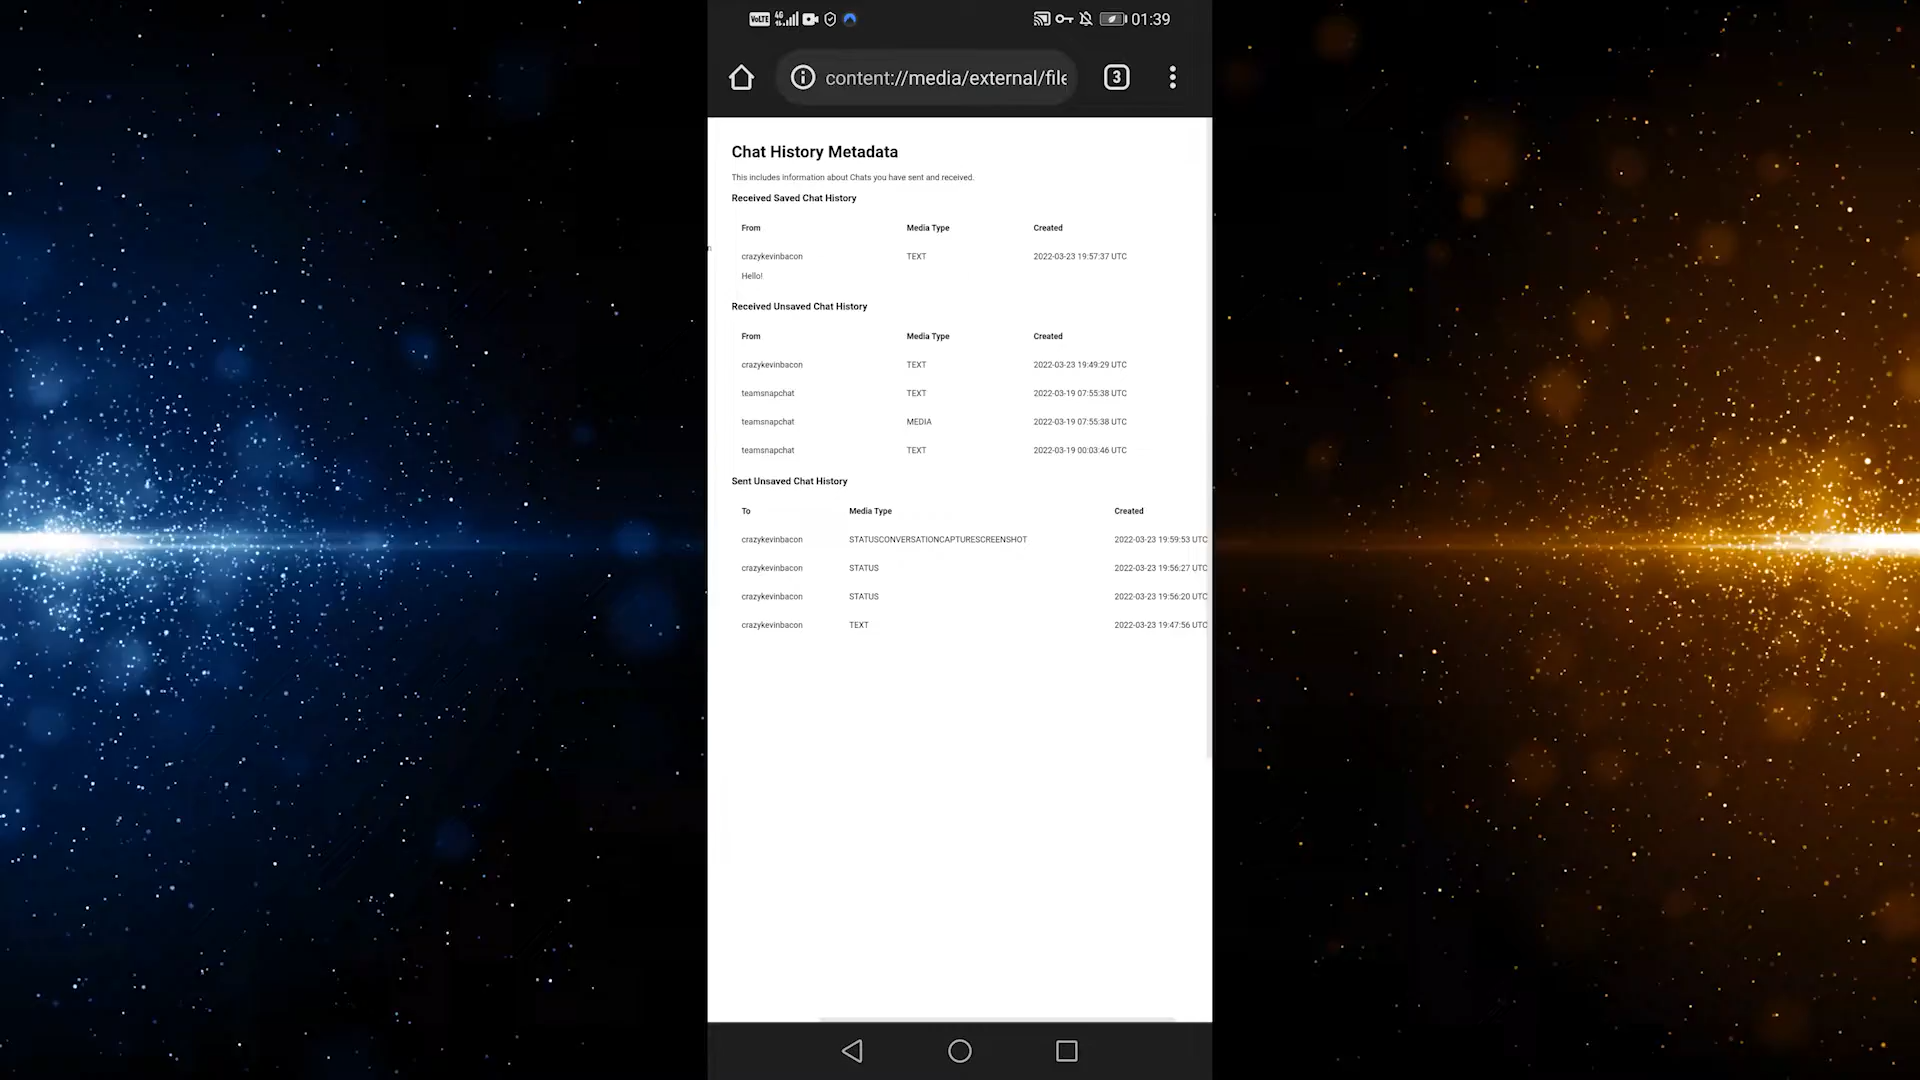 VoLTE 4G 01:39
content://media/external/file 3
Chat History Metadata
This includes information about Chats you have sent and received.
Received Saved Chat History
From Media Type Created
crazykevinbacon TEXT 2022-03-23 19:57:37 UTC
Hello!
Received Unsaved Chat History
From Media Type Created
crazykevinbacon TEXT 2022-03-23 19:49:29 UTC
teamsnapchat TEXT 2022-03-19 07:55:38 UTC
teamsnapchat MEDIA 2022-03-19 07:55:38 UTC
teamsnapchat TEXT 2022-03-19 00:03:46 UTC
Sent Unsaved Chat History
To Media Type Created
crazykevinbacon STATUSCONVERSATIONCAPTURESCREENSHOT 2022-03-23 19:59:53 UTC
crazykevinbacon STATUS 2022-03-23 19:56:27 UTC
crazykevinbacon STATUS 2022-03-23 19:56:20 UTC
crazykevinbacon TEXT 2022-03-23 19:47:56 UTC